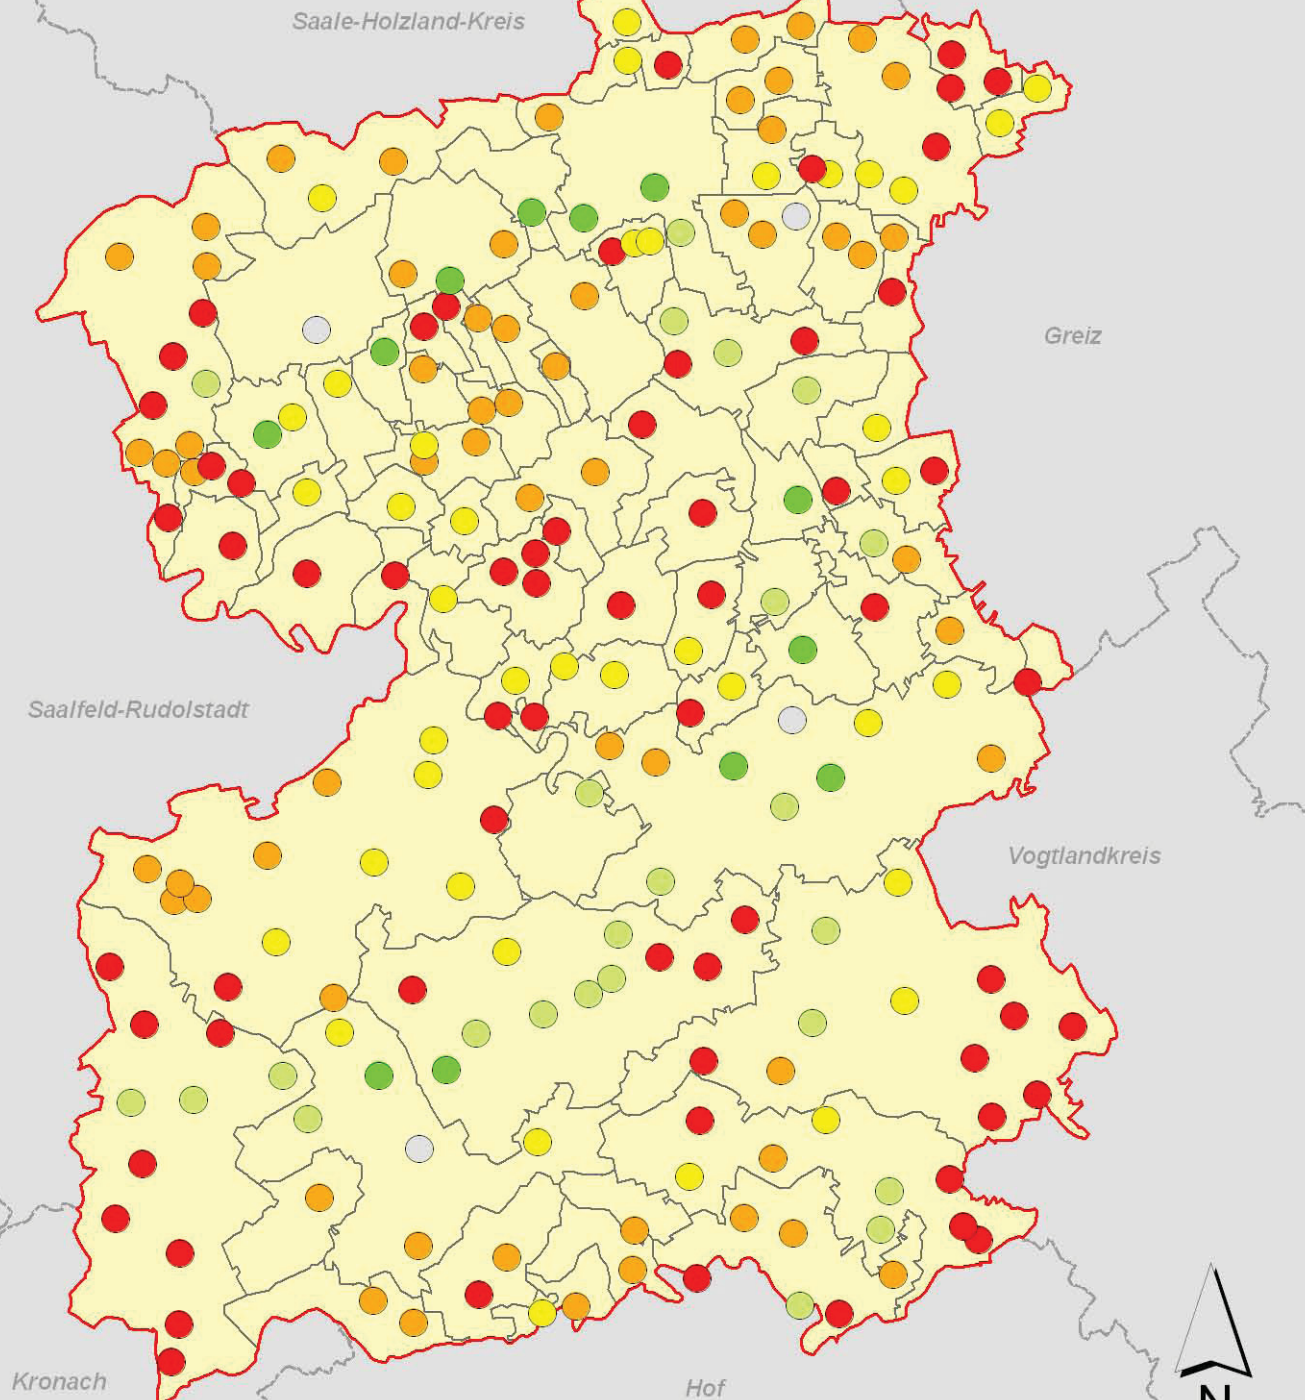 Saale-Holzland-Kreis
Greiz
Saalfeld-Rudolstadt
Vogtlandkreis
Kronach
Hof
N